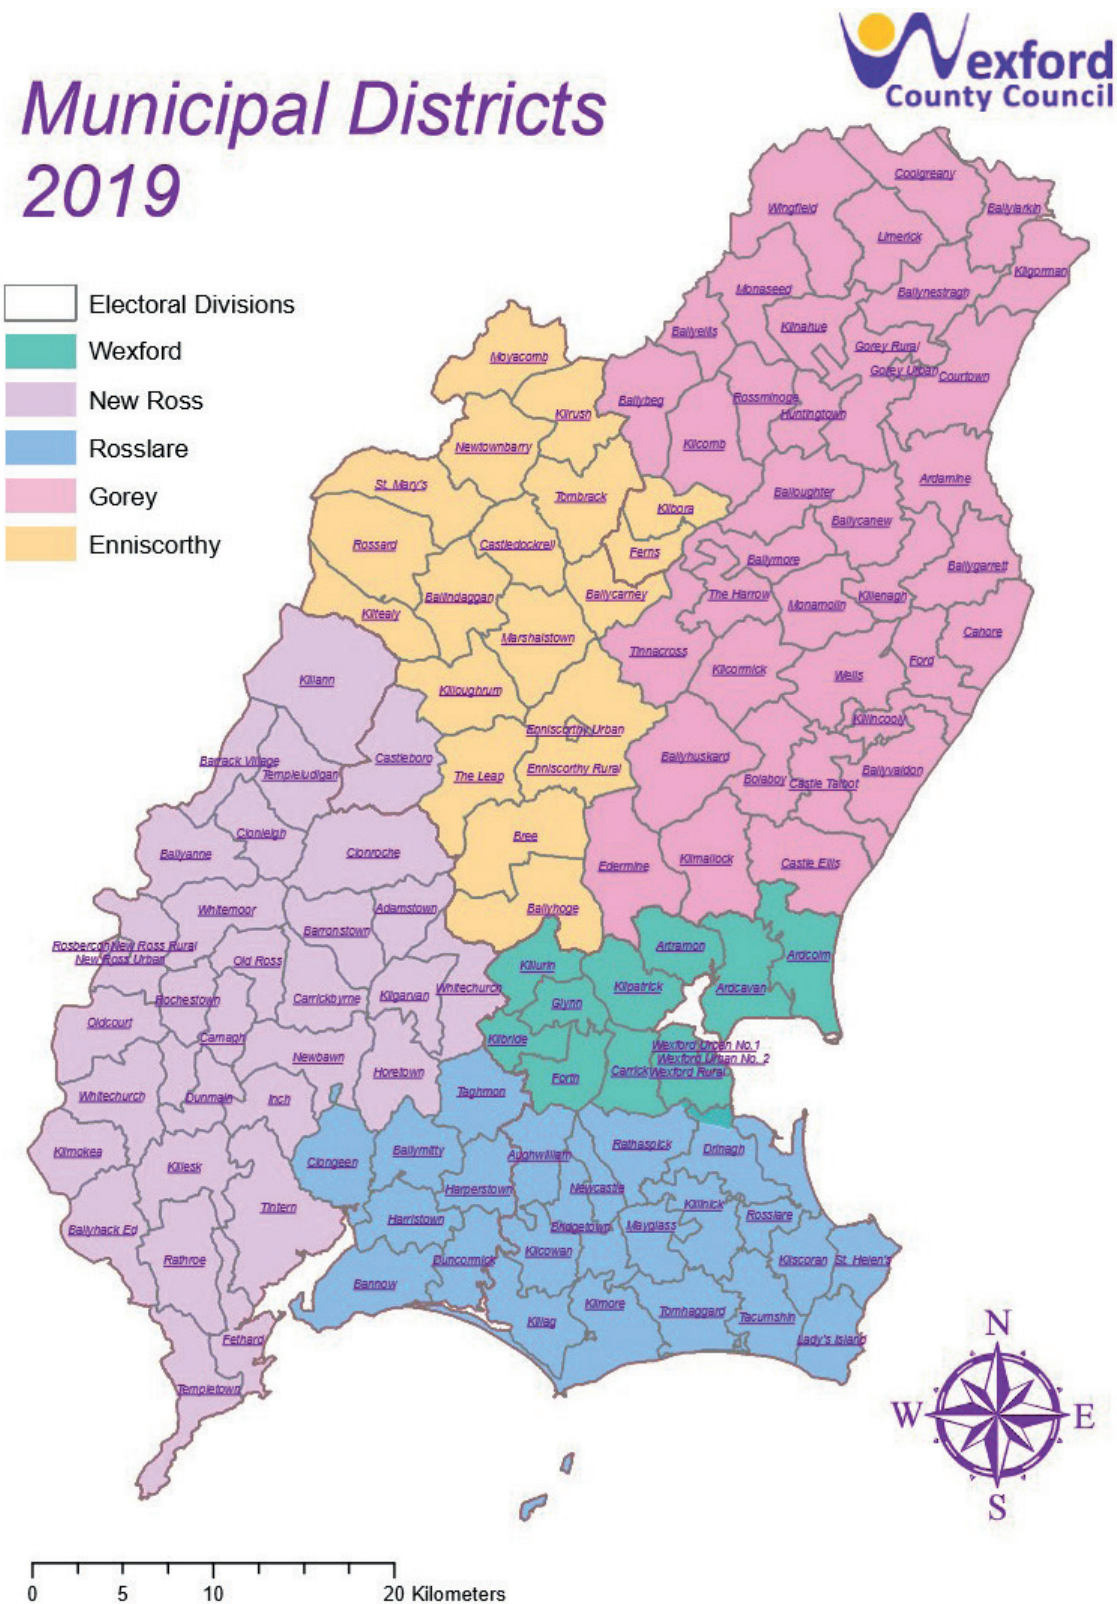 Wexford
County Council
Municipal Districts
2019
Electoral Divisions
Wexford
New Ross
Rosslare
Gorey
Enniscorthy
Coolgreany
Wingfield
Ballylarkin
Limerick
Kilgorman
Monaseed
Ballynestragh
Ballyellis
Kilnahue
Gorey Rural
Gorey Urban
Courtown
Moyacomb
Ballybeg
Rossminoge
Huntingtown
Kilrush
Kilcomb
Newtownbarry
St. Mary's
Tombrack
Kilbora
Balloughter
Ardamine
Ballycanew
Rossard
Castledockrell
Ferns
Ballymore
Ballygarrett
Ballindaggan
Ballycarney
The Harrow
Monamolin
Killenagh
Kiltealy
Marshalstown
Tinnacross
Cahore
Ford
Kilcormick
Wells
Killann
Killoughrum
Killincooly
Enniscorthy Urban
Barrack Village
Templeludigan
Castleboro
The Leap
Enniscorthy Rural
Ballyhuskard
Bolaboy
Castle Talbot
Ballyvaldon
Clonleigh
Bree
Ballyanne
Clonroche
Edermine
Kilmallock
Castle Ellis
Whitemoor
Adamstown
Ballyhoge
Barronstown
Rosbercon
New Ross Rural
New Ross Urban
Old Ross
Artramon
Ardcolm
Killurin
Rochestown
Carrickbyrne
Kilgarvan
Whitechurch
Glynn
Kilpatrick
Ardcavan
Oldcourt
Carnagh
Kilbride
Wexford Urban No.1
Wexford Urban No. 2
Newbawn
Horetown
Forth
Carrick
Wexford Rural
Whitechurch
Dunmain
Inch
Taghmon
Kilmokea
Killesk
Clongeen
Ballymitty
Aughwilliam
Rathaspick
Drinagh
Harperstown
Newcastle
Killinick
Tintern
Harristown
Bridgetown
Mayglass
Rosslare
Ballyhack Ed
Rathroe
Duncormick
Kilcowan
Kilscoran
St. Helen's
Bannow
Killag
Kilmore
Tomhaggard
Tacumshin
Lady's Island
Fethard
Templetown
N
W
E
S
0 5 10 20 Kilometers